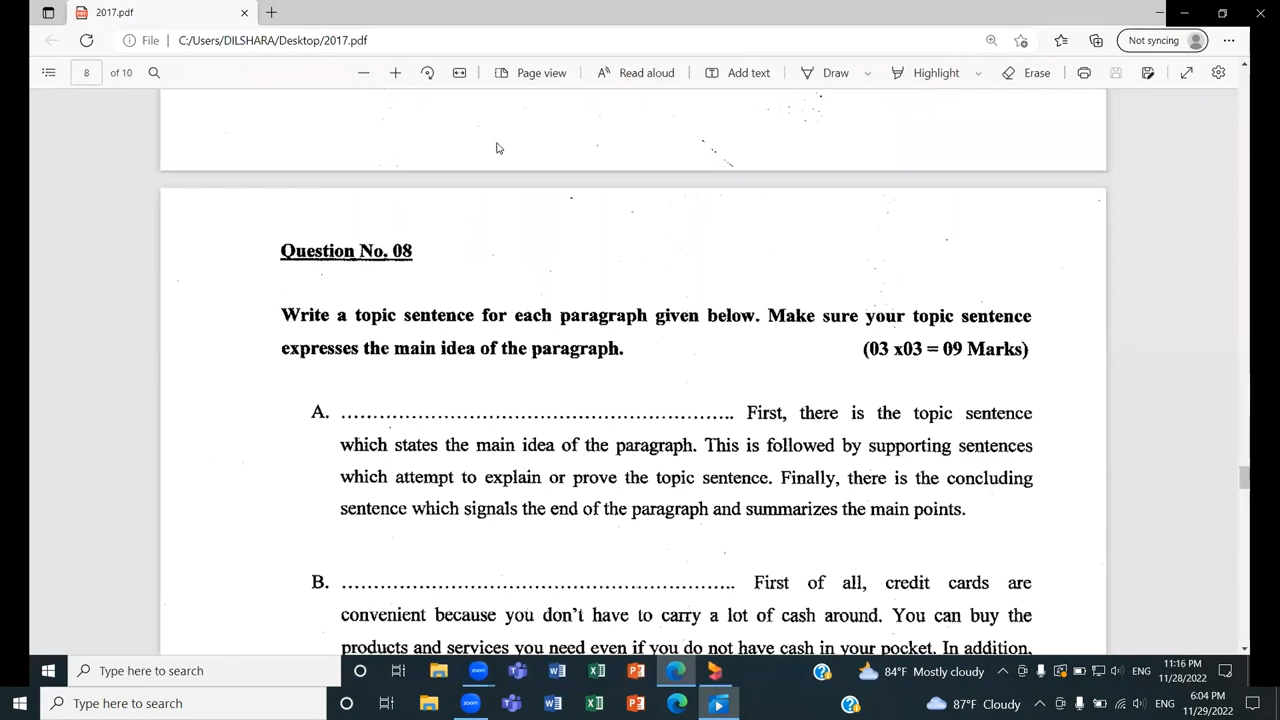 2017.pdf
File
C:/Users/DILSHARA/Desktop/2017.pdf
Not syncing
8 of 10
Page view
Read aloud
Add text
Draw
Highlight
Erase
Question No. 08
Write a topic sentence for each paragraph given below. Make sure your topic sentence
expresses the main idea of the paragraph. (03 x03 = 09 Marks)
A. .............................................................. First, there is the topic sentence
which states the main idea of the paragraph. This is followed by supporting sentences
which attempt to explain or prove the topic sentence. Finally, there is the concluding
sentence which signals the end of the paragraph and summarizes the main points.
B. .............................................................. First of all, credit cards are
convenient because you don't have to carry a lot of cash around. You can buy the
products and services you need even if you do not have cash in your pocket. In addition,
Type here to search
zoom
84°F Mostly cloudy
ENG
11:16 PM
11/28/2022
Type here to search
zoom
87°F Cloudy
ENG
6:04 PM
11/29/2022